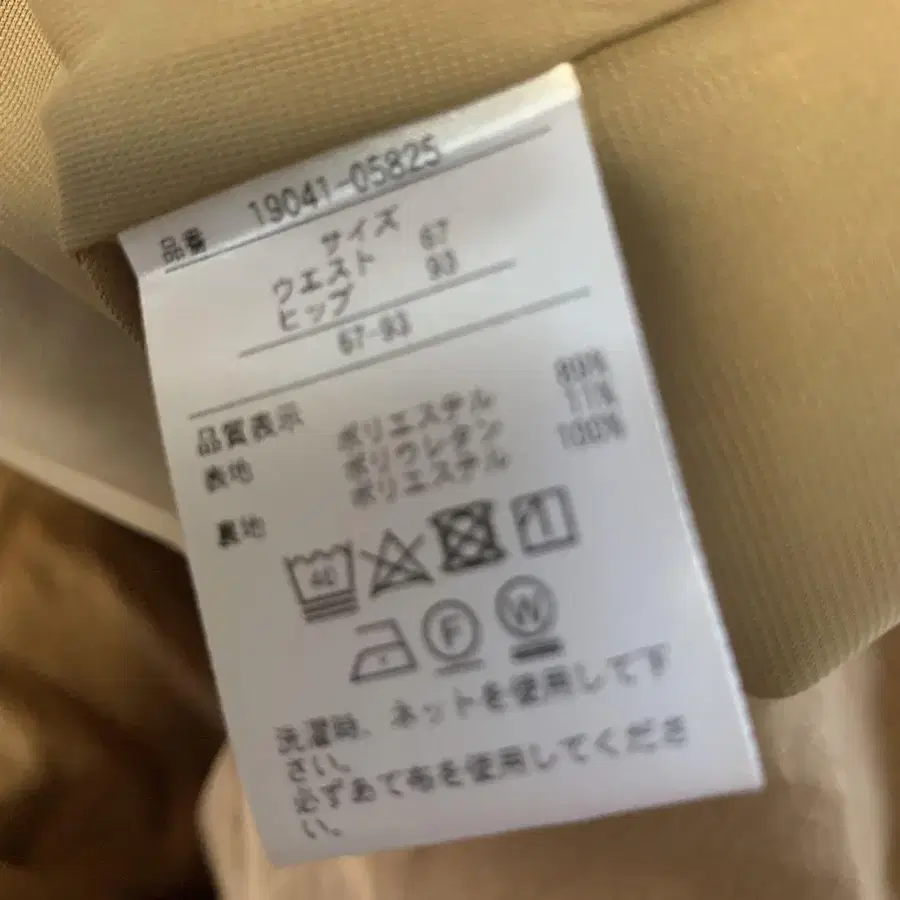 品番 19041-05825
サイズ
ウエスト 67
ヒップ 93
67-93
品質表示
表地 ポリエステル 89%
ポリウレタン 11%
裏地 ポリエステル 100%
40
F W
洗濯時、ネットを使用して下
さい。
必ずあて布を使用してくださ
い。